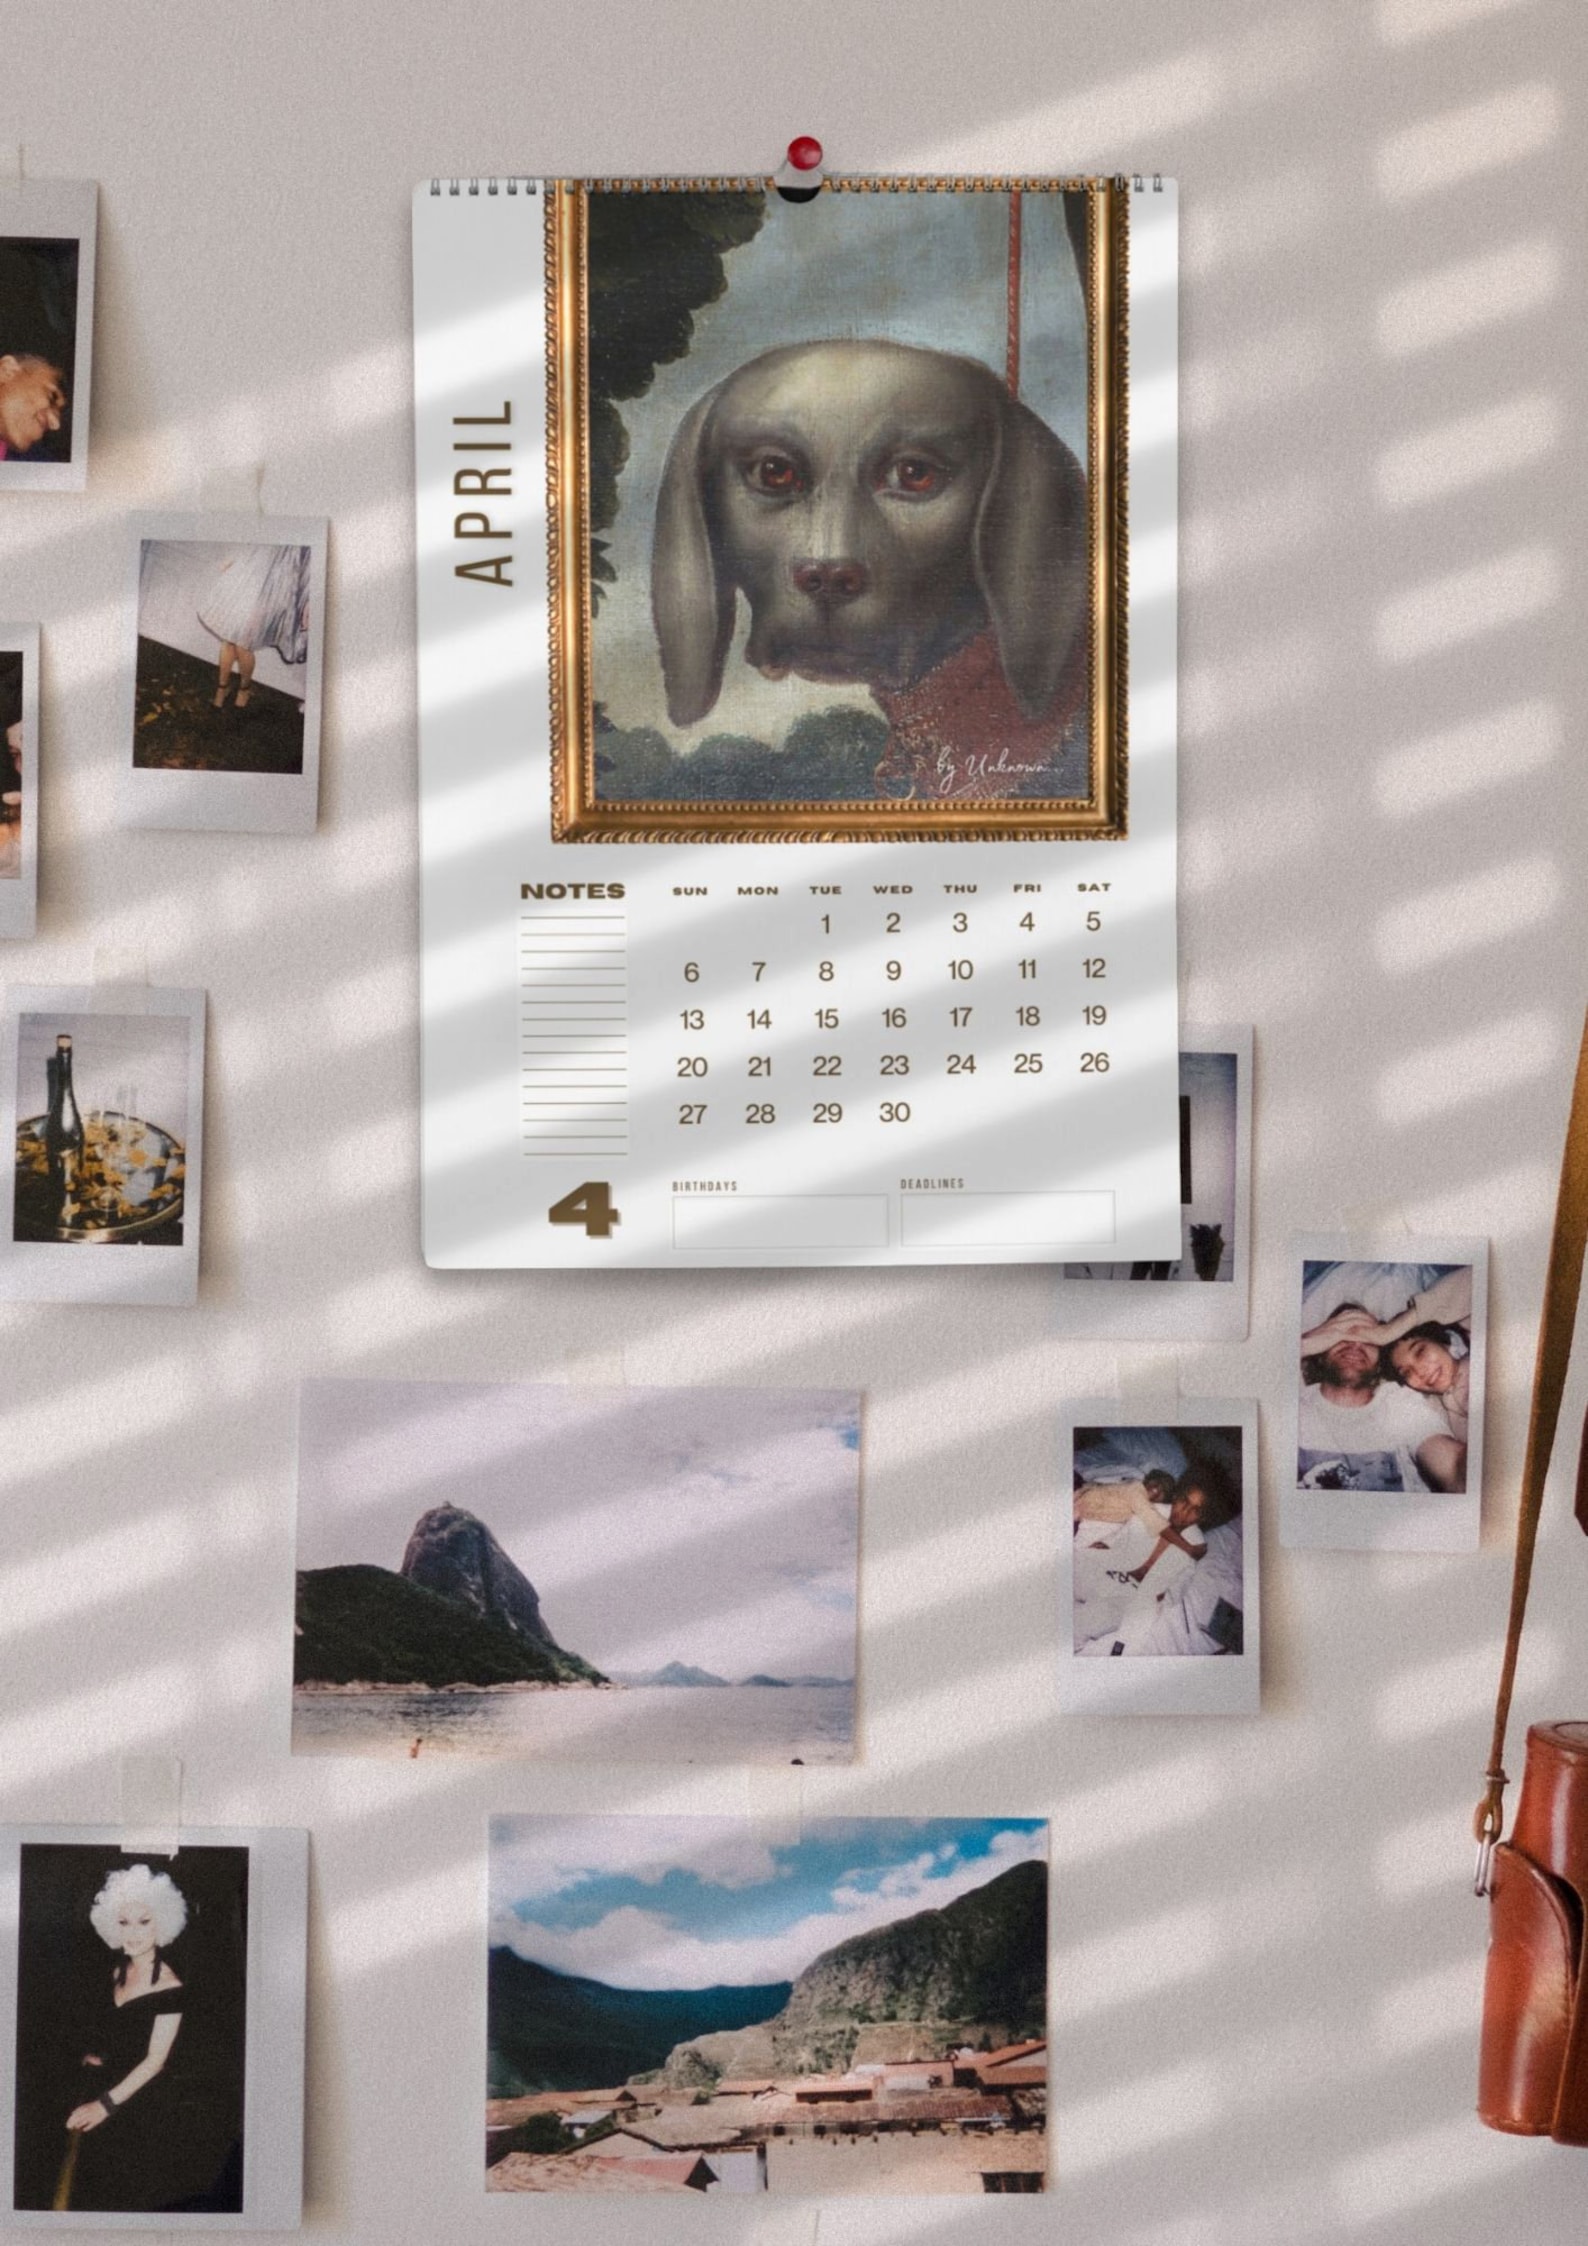 APRIL
by Unknown...
NOTES
SUN MON TUE WED THU FRI SAT
1 2 3 4 5
6 7 8 9 10 11 12
13 14 15 16 17 18 19
20 21 22 23 24 25 26
27 28 29 30
4
BIRTHDAYS DEADLINES